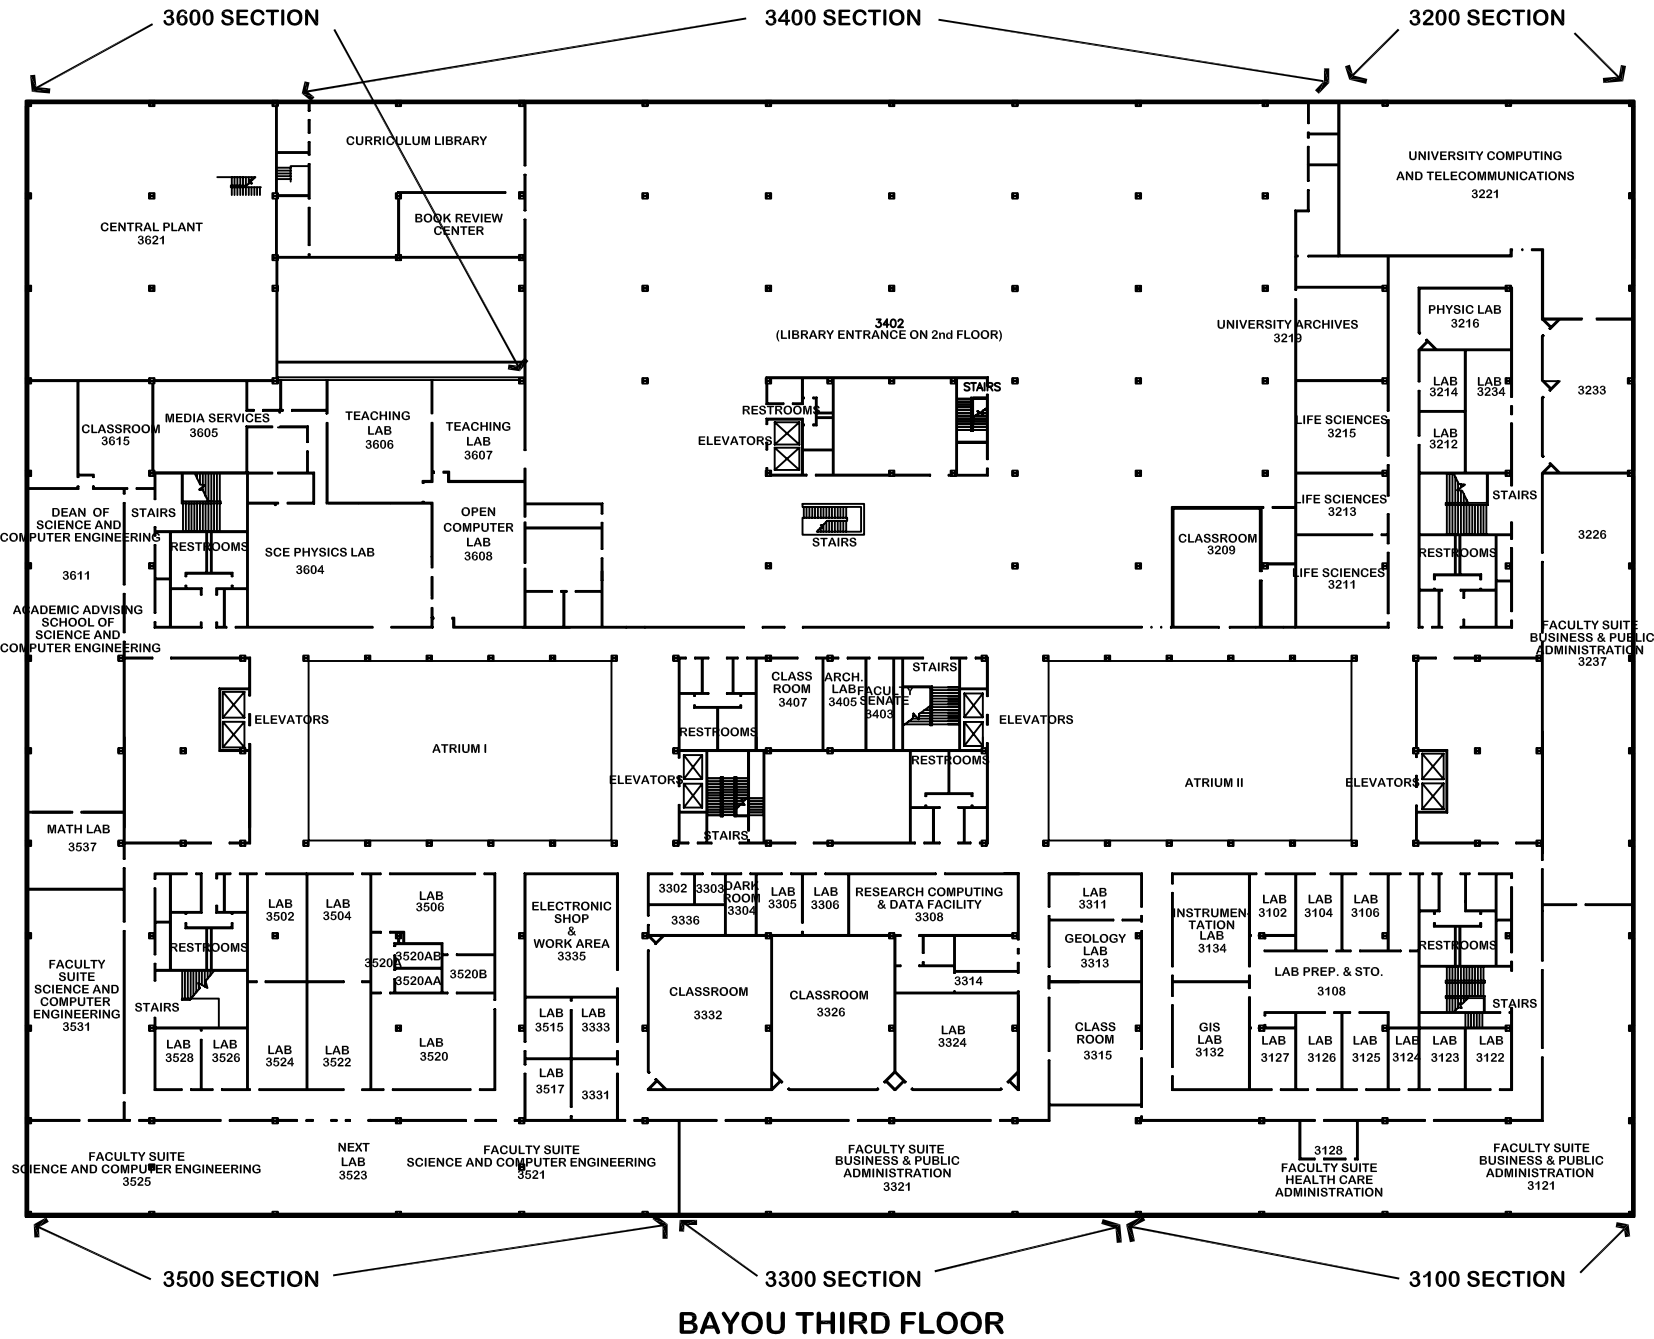 3600 SECTION
3400 SECTION
3200 SECTION
CURRICULUM LIBRARY
BOOK REVIEW
CENTER
CENTRAL PLANT
3621
UNIVERSITY COMPUTING
AND TELECOMMUNICATIONS
3221
3402
(LIBRARY ENTRANCE ON 2nd FLOOR)
UNIVERSITY ARCHIVES
3219
PHYSIC LAB
3216
LAB
3214
LAB
3234
3233
LAB
3212
CLASSROOM
3615
MEDIA SERVICES
3605
TEACHING
LAB
3606
TEACHING
LAB
3607
RESTROOMS
ELEVATORS
STAIRS
STAIRS
LIFE SCIENCES
3215
LIFE SCIENCES
3213
LIFE SCIENCES
3211
CLASSROOM
3209
STAIRS
RESTROOMS
3226
DEAN OF
SCIENCE AND
COMPUTER ENGINEERING
3611
ACADEMIC ADVISING
SCHOOL OF
SCIENCE AND
COMPUTER ENGINEERING
STAIRS
RESTROOMS
SCE PHYSICS LAB
3604
OPEN
COMPUTER
LAB
3608
FACULTY SUITE
BUSINESS & PUBLIC
ADMINISTRATION
3237
ELEVATORS
ATRIUM I
RESTROOMS
ELEVATORS
STAIRS
CLASS
ROOM
3407
ARCH.
LAB
3405
FACULTY
SENATE
3403
STAIRS
ELEVATORS
RESTROOMS
ATRIUM II
ELEVATORS
MATH LAB
3537
FACULTY
SUITE
SCIENCE AND
COMPUTER
ENGINEERING
3531
RESTROOMS
STAIRS
LAB
3528
LAB
3526
LAB
3502
LAB
3504
LAB
3506
3520A
3520AB
3520AA
3520B
LAB
3524
LAB
3522
LAB
3520
ELECTRONIC
SHOP
&
WORK AREA
3335
LAB
3515
LAB
3333
LAB
3517
3331
3302
3303
DARK
ROOM
3304
3336
LAB
3305
LAB
3306
RESEARCH COMPUTING
& DATA FACILITY
3308
CLASSROOM
3332
CLASSROOM
3326
3314
LAB
3324
LAB
3311
GEOLOGY
LAB
3313
CLASS
ROOM
3315
INSTRUMEN-
TATION
LAB
3134
LAB
3102
LAB
3104
LAB
3106
LAB PREP. & STO.
3108
GIS
LAB
3132
LAB
3127
LAB
3126
LAB
3125
LAB
3124
LAB
3123
LAB
3122
RESTROOMS
STAIRS
FACULTY SUITE
SCIENCE AND COMPUTER ENGINEERING
3525
NEXT
LAB
3523
FACULTY SUITE
SCIENCE AND COMPUTER ENGINEERING
3521
FACULTY SUITE
BUSINESS & PUBLIC
ADMINISTRATION
3321
3128
FACULTY SUITE
HEALTH CARE
ADMINISTRATION
FACULTY SUITE
BUSINESS & PUBLIC
ADMINISTRATION
3121
3500 SECTION
3300 SECTION
3100 SECTION
BAYOU THIRD FLOOR